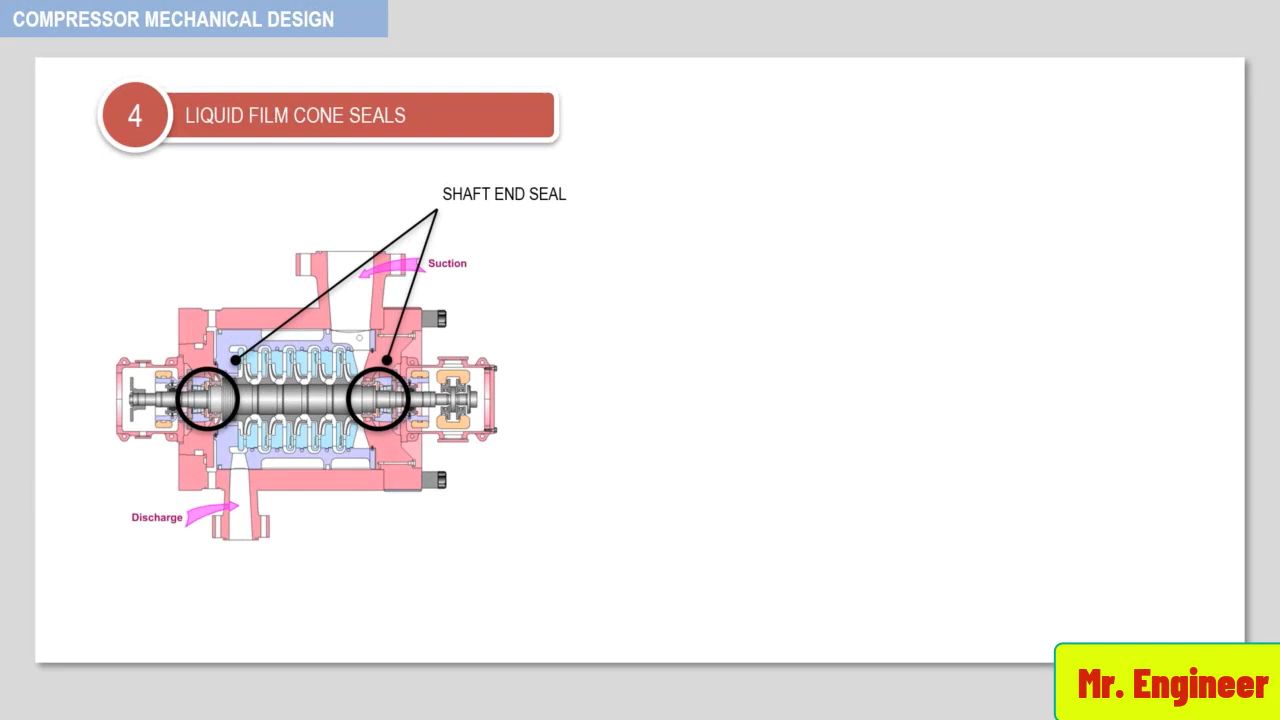 COMPRESSOR MECHANICAL DESIGN
4
LIQUID FILM CONE SEALS
SHAFT END SEAL
Suction
Discharge
Mr. Engineer